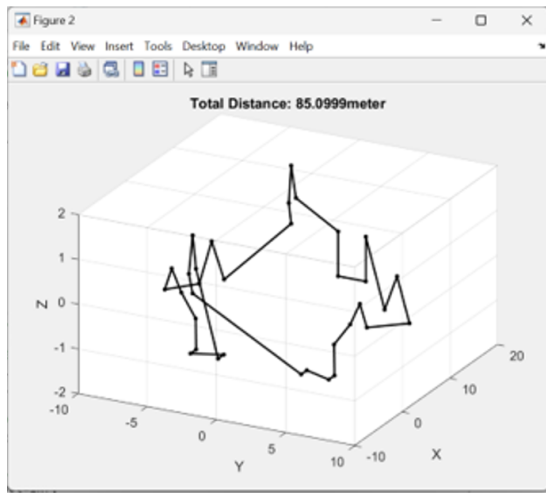 Figure 2
File Edit View Insert Tools Desktop Window Help
Total Distance: 85.0999meter
2
1
0
-1
-2
Z
-10
-5
0
5
10
Y
-10
0
10
20
X